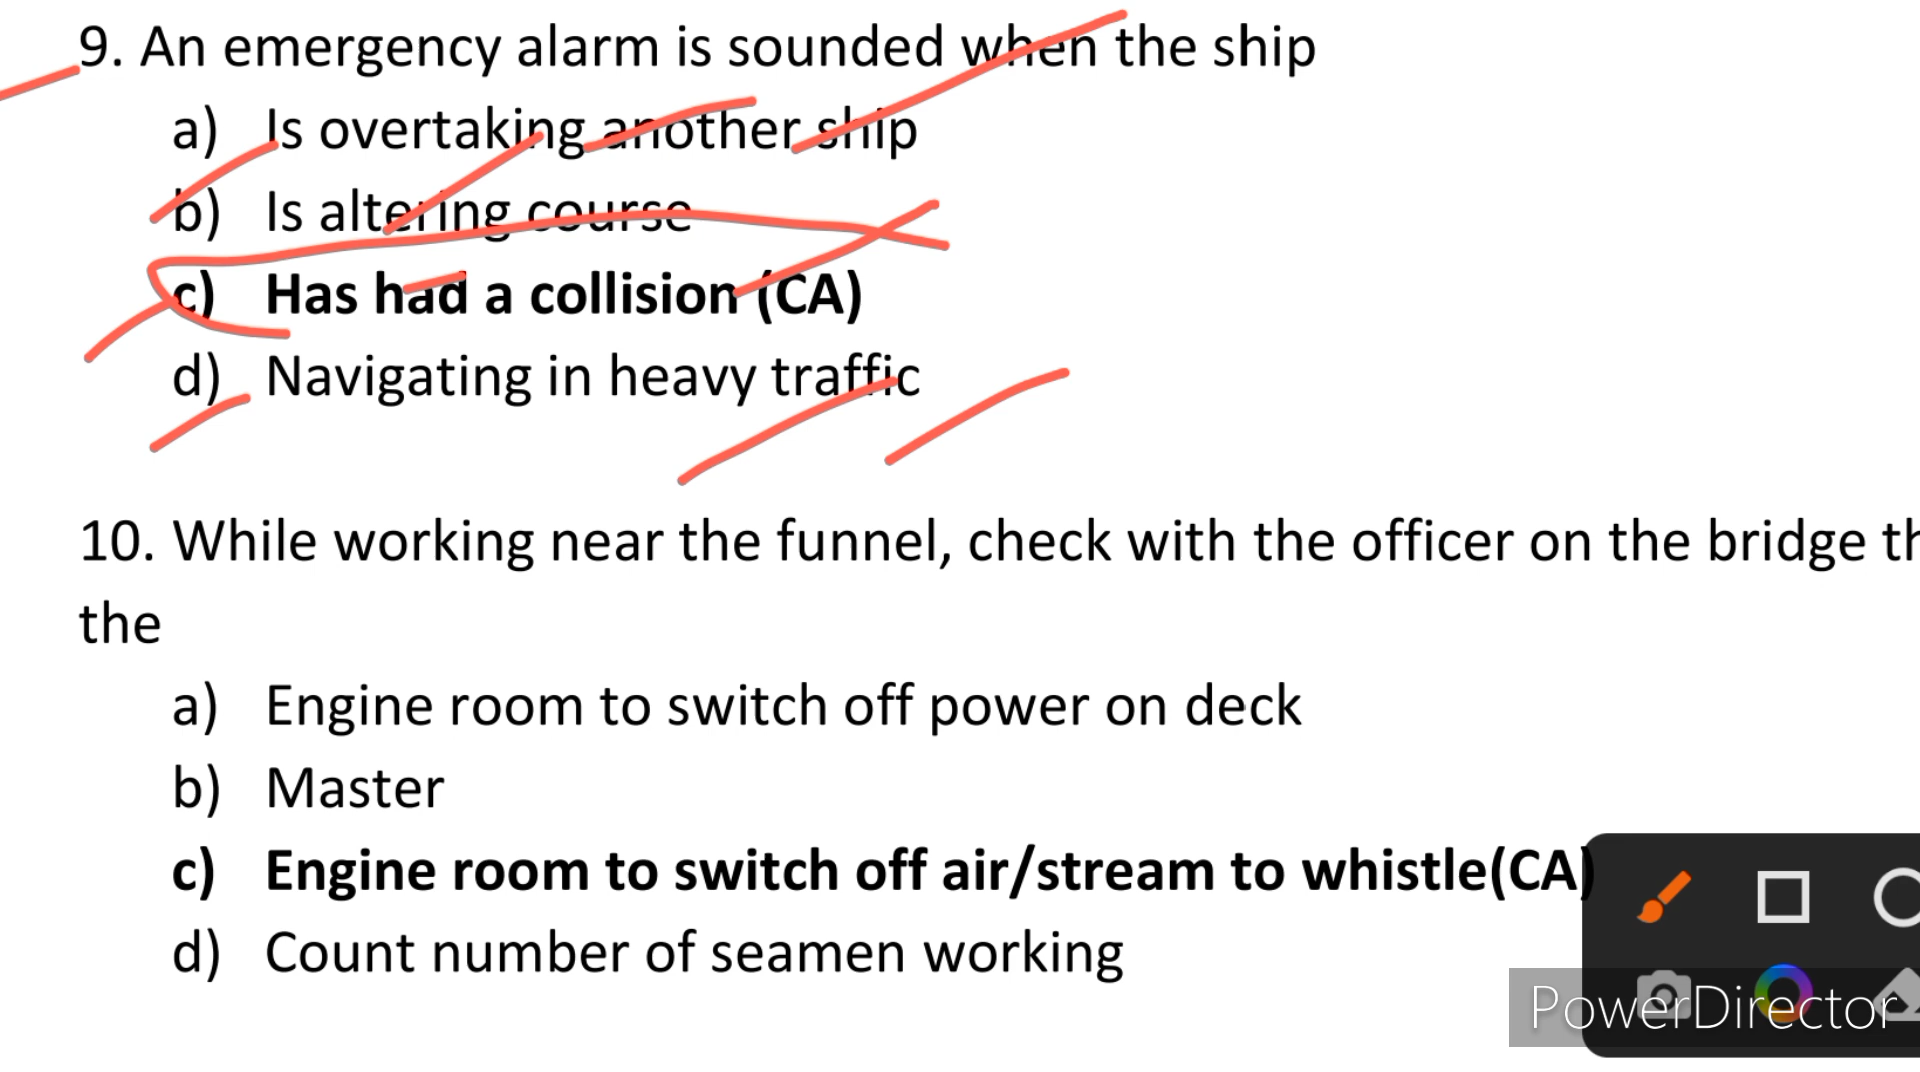 9. An emergency alarm is sounded when the ship
a) Is overtaking another ship
b) Is altering course
c) Has had a collision (CA)
d) Navigating in heavy traffic
10. While working near the funnel, check with the officer on the bridge th
the
a) Engine room to switch off power on deck
b) Master
c) Engine room to switch off air/stream to whistle(CA)
d) Count number of seamen working
PowerDirector